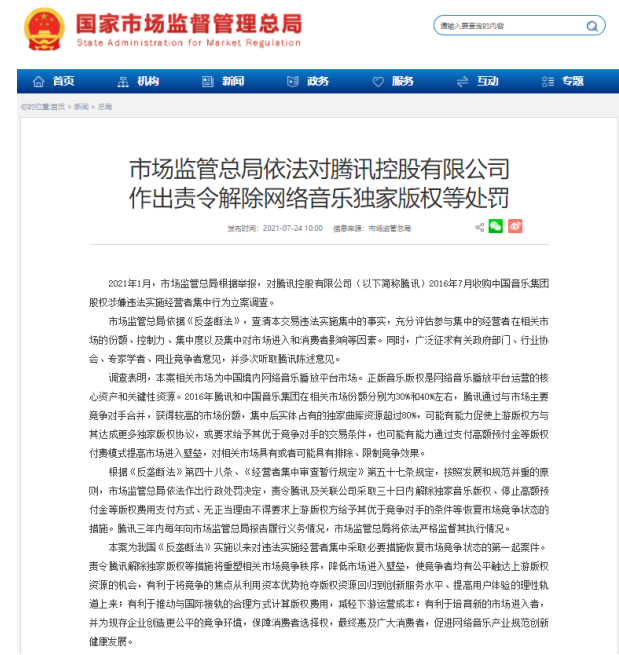 国家市场监督管理总局
State Administration for Market Regulation
请输入要查询的内容
首页 机构 新闻 政务 服务 互动 专题
你的位置:首页 > 新闻 > 总局
市场监管总局依法对腾讯控股有限公司
作出责令解除网络音乐独家版权等处罚
发布时间: 2021-07-24 10:00 信息来源: 市场监管总局
2021年1月，市场监管总局根据举报，对腾讯控股有限公司（以下简称腾讯）2016年7月收购中国音乐集团
股权涉嫌违法实施经营者集中行为立案调查。
市场监管总局依据《反垄断法》，查清本交易违法实施集中的事实，充分评估参与集中的经营者在相关市
场的份额、控制力、集中度以及集中对市场进入和消费者影响等因素。同时，广泛征求有关政府部门、行业协
会、专家学者、同业竞争者意见，并多次听取腾讯陈述意见。
调查表明，本案相关市场为中国境内网络音乐播放平台市场。正版音乐版权是网络音乐播放平台运营的核
心资产和关键性资源。2016年腾讯和中国音乐集团在相关市场份额分别为30%和40%左右，腾讯通过与市场主要
竞争对手合并，获得较高的市场份额，集中后实体占有的独家曲库资源超过80%，可能有能力促使上游版权方与
其达成更多独家版权协议，或要求给予其优于竞争对手的交易条件，也可能有能力通过支付高额预付金等版权
付费模式提高市场进入壁垒，对相关市场具有或者可能具有排除、限制竞争效果。
根据《反垄断法》第四十八条、《经营者集中审查暂行规定》第五十七条规定，按照发展和规范并重的原
则，市场监管总局依法作出行政处罚决定，责令腾讯及关联公司采取三十日内解除独家音乐版权、停止高额预
付金等版权费用支付方式、无正当理由不得要求上游版权方给予其优于竞争对手的条件等恢复市场竞争状态的
措施。腾讯三年内每年向市场监管总局报告履行义务情况，市场监管总局将依法严格监督其执行情况。
本案为我国《反垄断法》实施以来对违法实施经营者集中采取必要措施恢复市场竞争状态的第一起案件。
责令腾讯解除独家版权等措施将重塑相关市场竞争秩序，降低市场进入壁垒，使竞争者均有公平触达上游版权
资源的机会，有利于将竞争的焦点从利用资本优势抢夺版权资源回归到创新服务水平、提高用户体验的理性轨
道上来；有利于推动与国际接轨的合理方式计算版权费用，减轻下游运营成本；有利于培育新的市场进入者，
并为现存企业创造更公平的竞争环境，保障消费者选择权，最终惠及广大消费者，促进网络音乐产业规范创新
健康发展。